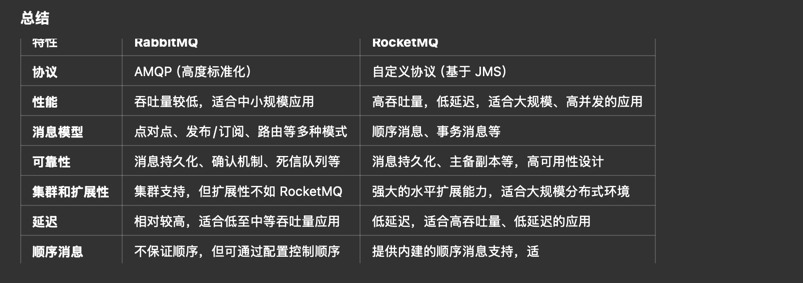 总结
特性 RabbitMQ RocketMQ
协议 AMQP (高度标准化) 自定义协议 (基于 JMS)
性能 吞吐量较低，适合中小规模应用 高吞吐量，低延迟，适合大规模、高并发的应用
消息模型 点对点、发布/订阅、路由等多种模式 顺序消息、事务消息等
可靠性 消息持久化、确认机制、死信队列等 消息持久化、主备副本等，高可用性设计
集群和扩展性 集群支持，但扩展性不如 RocketMQ 强大的水平扩展能力，适合大规模分布式环境
延迟 相对较高，适合低至中等吞吐量应用 低延迟，适合高吞吐量、低延迟的应用
顺序消息 不保证顺序，但可通过配置控制顺序 提供内建的顺序消息支持，适